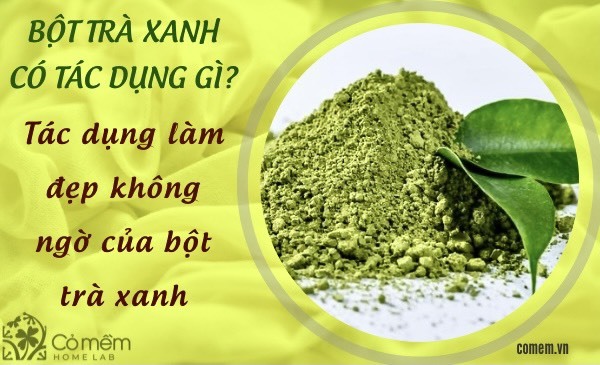 BỘT TRÀ XANH
CÓ TÁC DỤNG GÌ?
Tác dụng làm
đẹp không
ngờ của bột
trà xanh
Cỏ mềm
HOME LAB
comem.vn